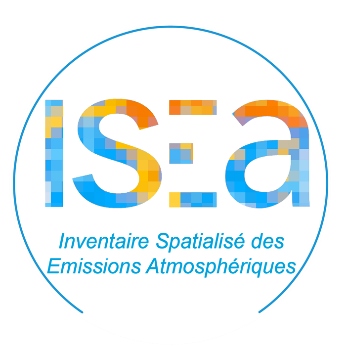 ISEa
Inventaire Spatialisé des
Emissions Atmosphériques